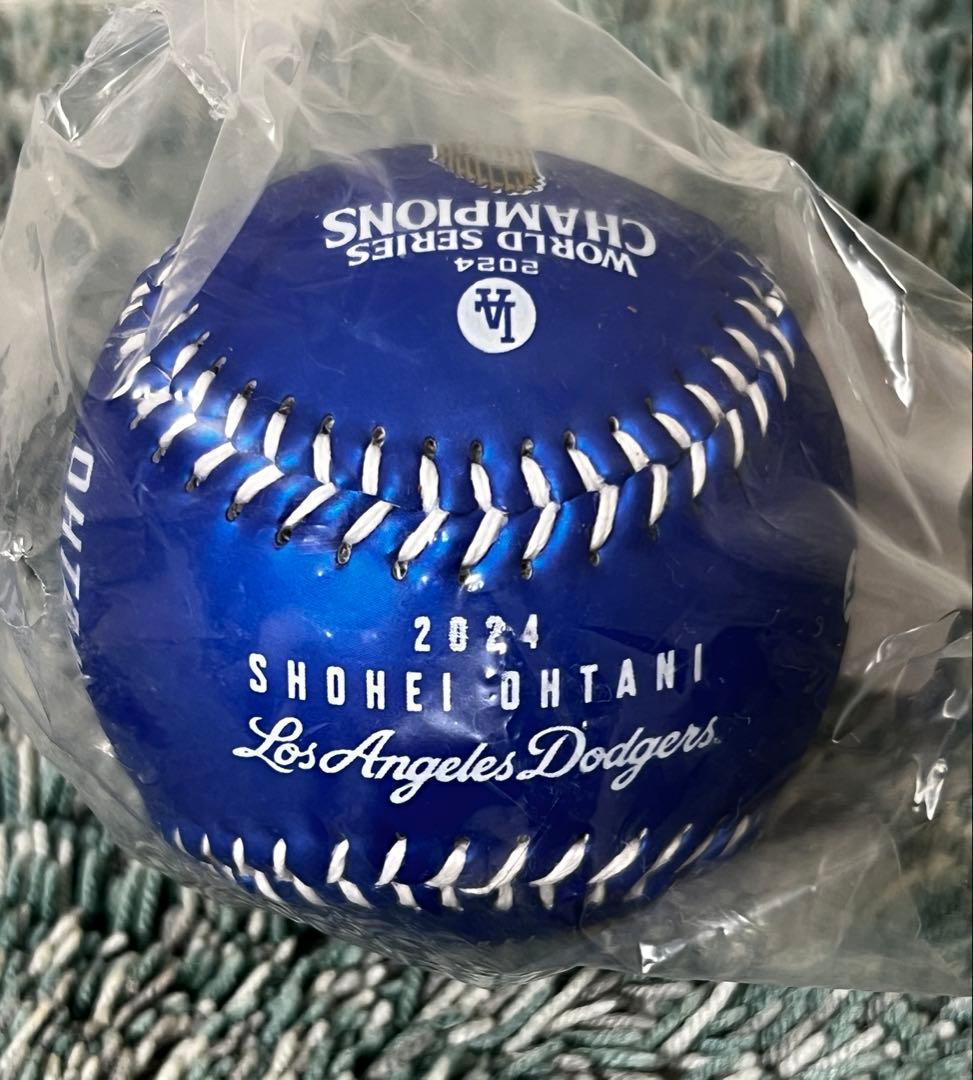 2024
WORLD SERIES
CHAMPIONS
LA
2024
SHOHEI OHTANI
Los Angeles Dodgers